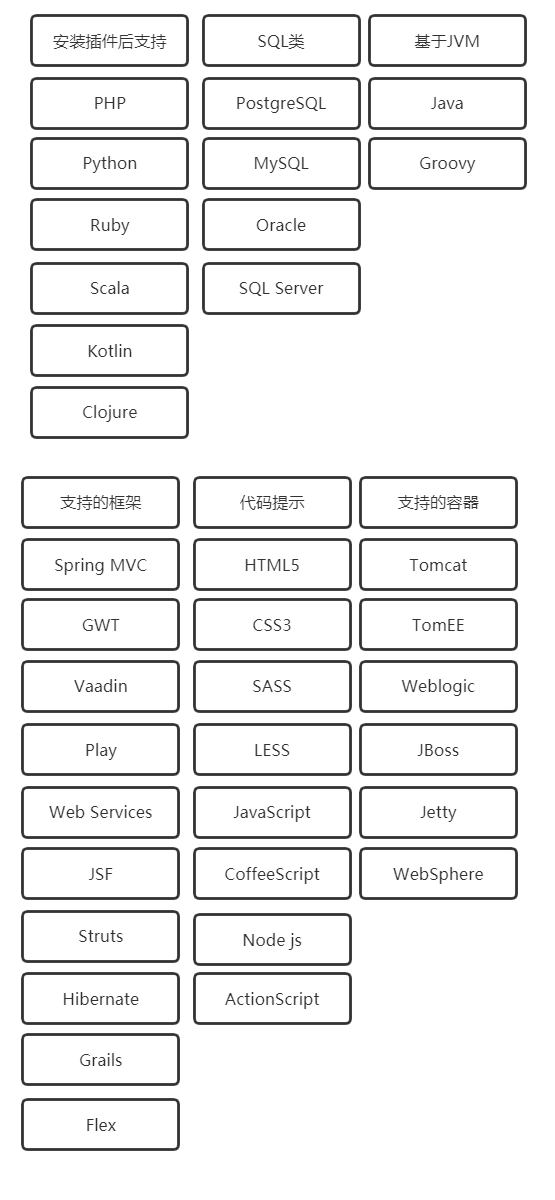 安装插件后支持
SQL类
基于JVM
PHP
PostgreSQL
Java
Python
MySQL
Groovy
Ruby
Oracle
Scala
SQL Server
Kotlin
Clojure
支持的框架
代码提示
支持的容器
Spring MVC
HTML5
Tomcat
GWT
CSS3
TomEE
Vaadin
SASS
Weblogic
Play
LESS
JBoss
Web Services
JavaScript
Jetty
JSF
CoffeeScript
WebSphere
Struts
Node js
Hibernate
ActionScript
Grails
Flex